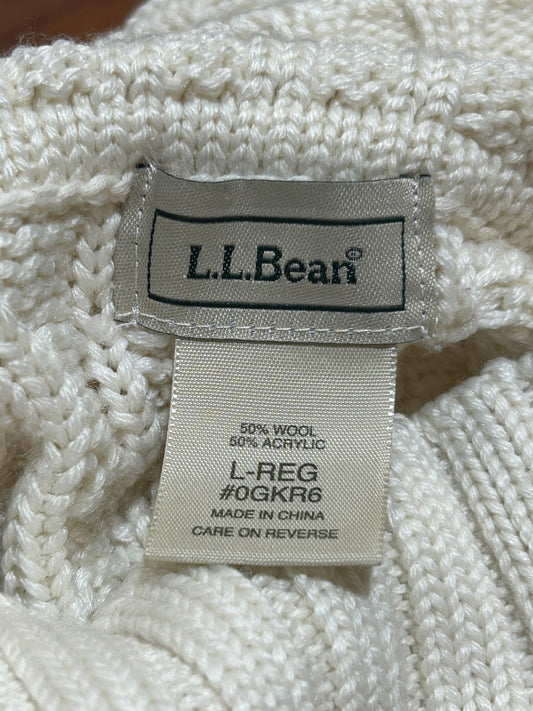 L.L.Bean®
50% WOOL
50% ACRYLIC
L-REG
#0GKR6
MADE IN CHINA
CARE ON REVERSE